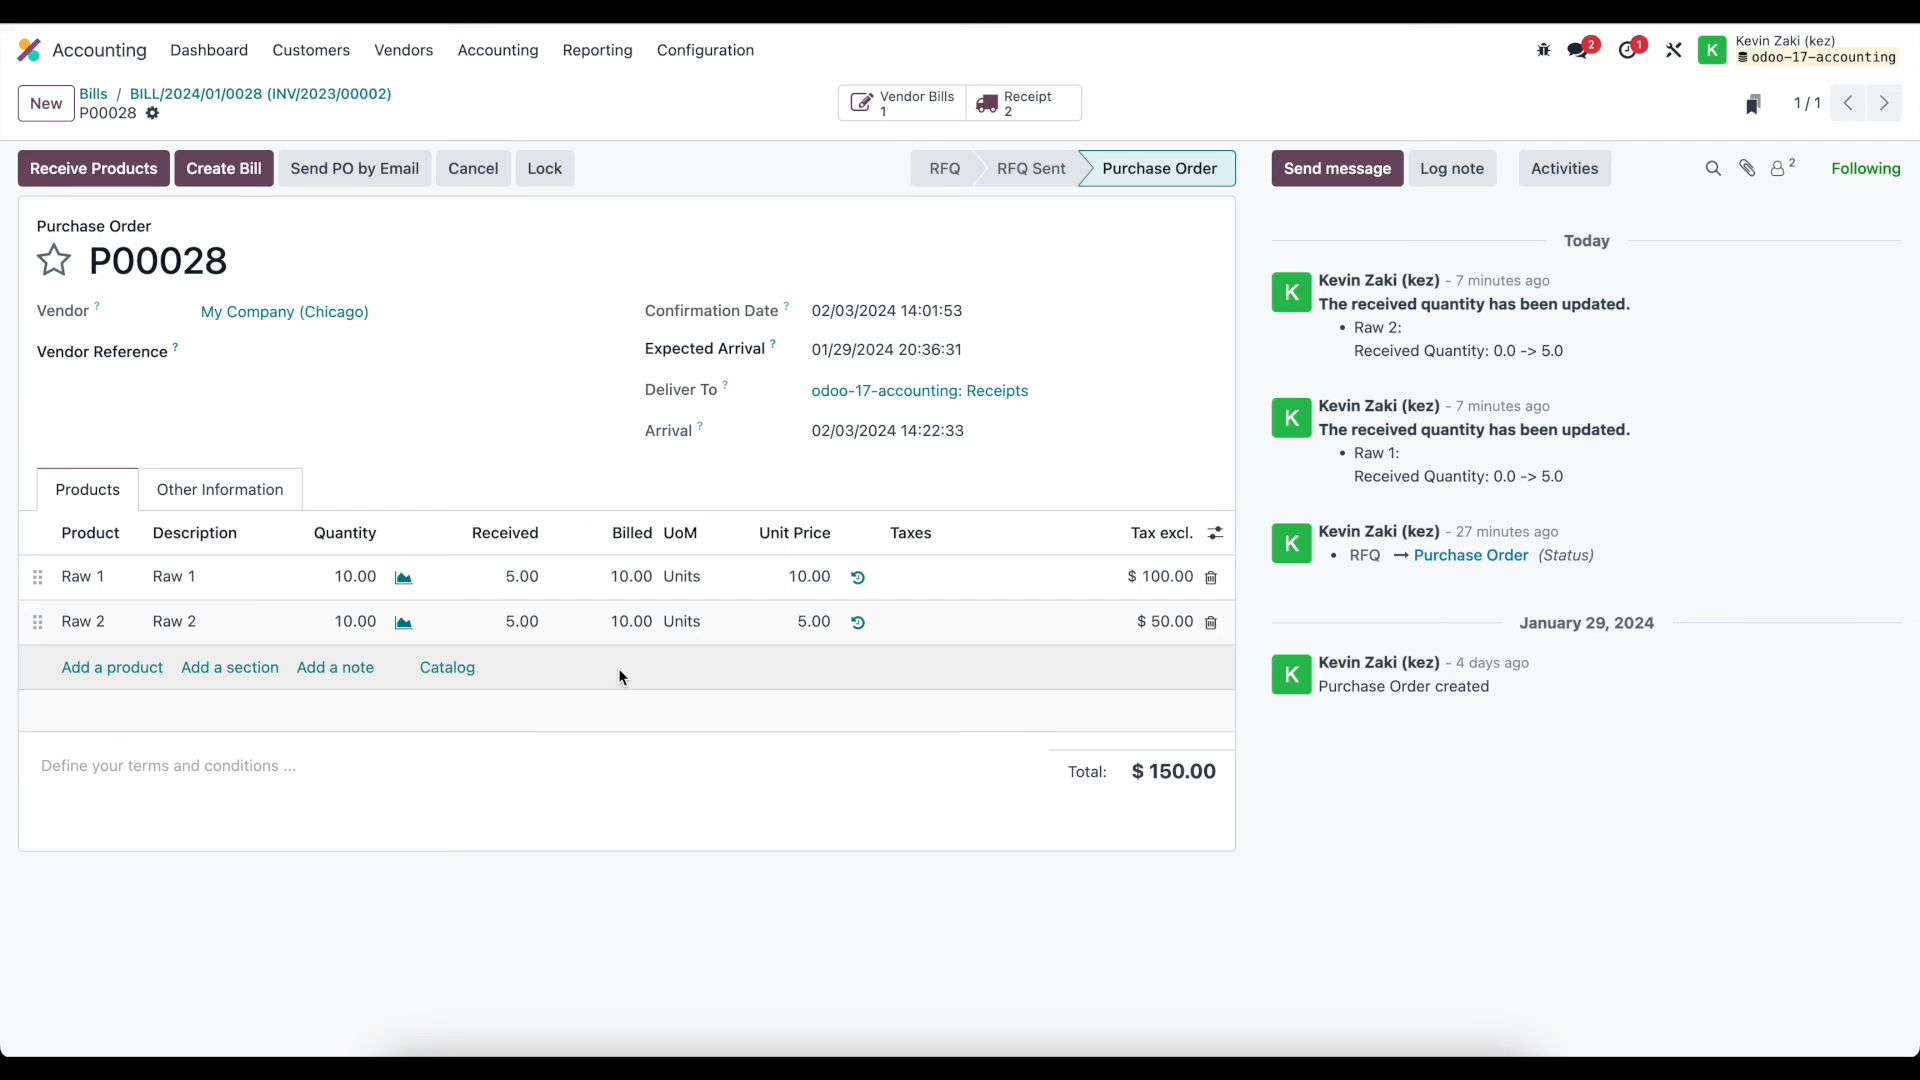 Accounting Dashboard Customers Vendors Accounting Reporting Configuration
2 1 K Kevin Zaki (kez)
odoo-17-accounting
New Bills / BILL/2024/01/0028 (INV/2023/00002)
P00028
Vendor Bills 1 Receipt 2
1 / 1
Receive Products Create Bill Send PO by Email Cancel Lock
RFQ RFQ Sent Purchase Order
Send message Log note Activities 2 Following
Purchase Order
P00028
Vendor ? My Company (Chicago)
Vendor Reference ?
Confirmation Date ? 02/03/2024 14:01:53
Expected Arrival ? 01/29/2024 20:36:31
Deliver To ? odoo-17-accounting: Receipts
Arrival ? 02/03/2024 14:22:33
Products Other Information
Product Description Quantity Received Billed UoM Unit Price Taxes Tax excl.
Raw 1 Raw 1 10.00 5.00 10.00 Units 10.00 $ 100.00
Raw 2 Raw 2 10.00 5.00 10.00 Units 5.00 $ 50.00
Add a product Add a section Add a note Catalog
Define your terms and conditions ...
Total: $ 150.00
Today
K Kevin Zaki (kez) - 7 minutes ago
The received quantity has been updated.
• Raw 2:
Received Quantity: 0.0 -> 5.0
K Kevin Zaki (kez) - 7 minutes ago
The received quantity has been updated.
• Raw 1:
Received Quantity: 0.0 -> 5.0
K Kevin Zaki (kez) - 27 minutes ago
• RFQ → Purchase Order (Status)
January 29, 2024
K Kevin Zaki (kez) - 4 days ago
Purchase Order created